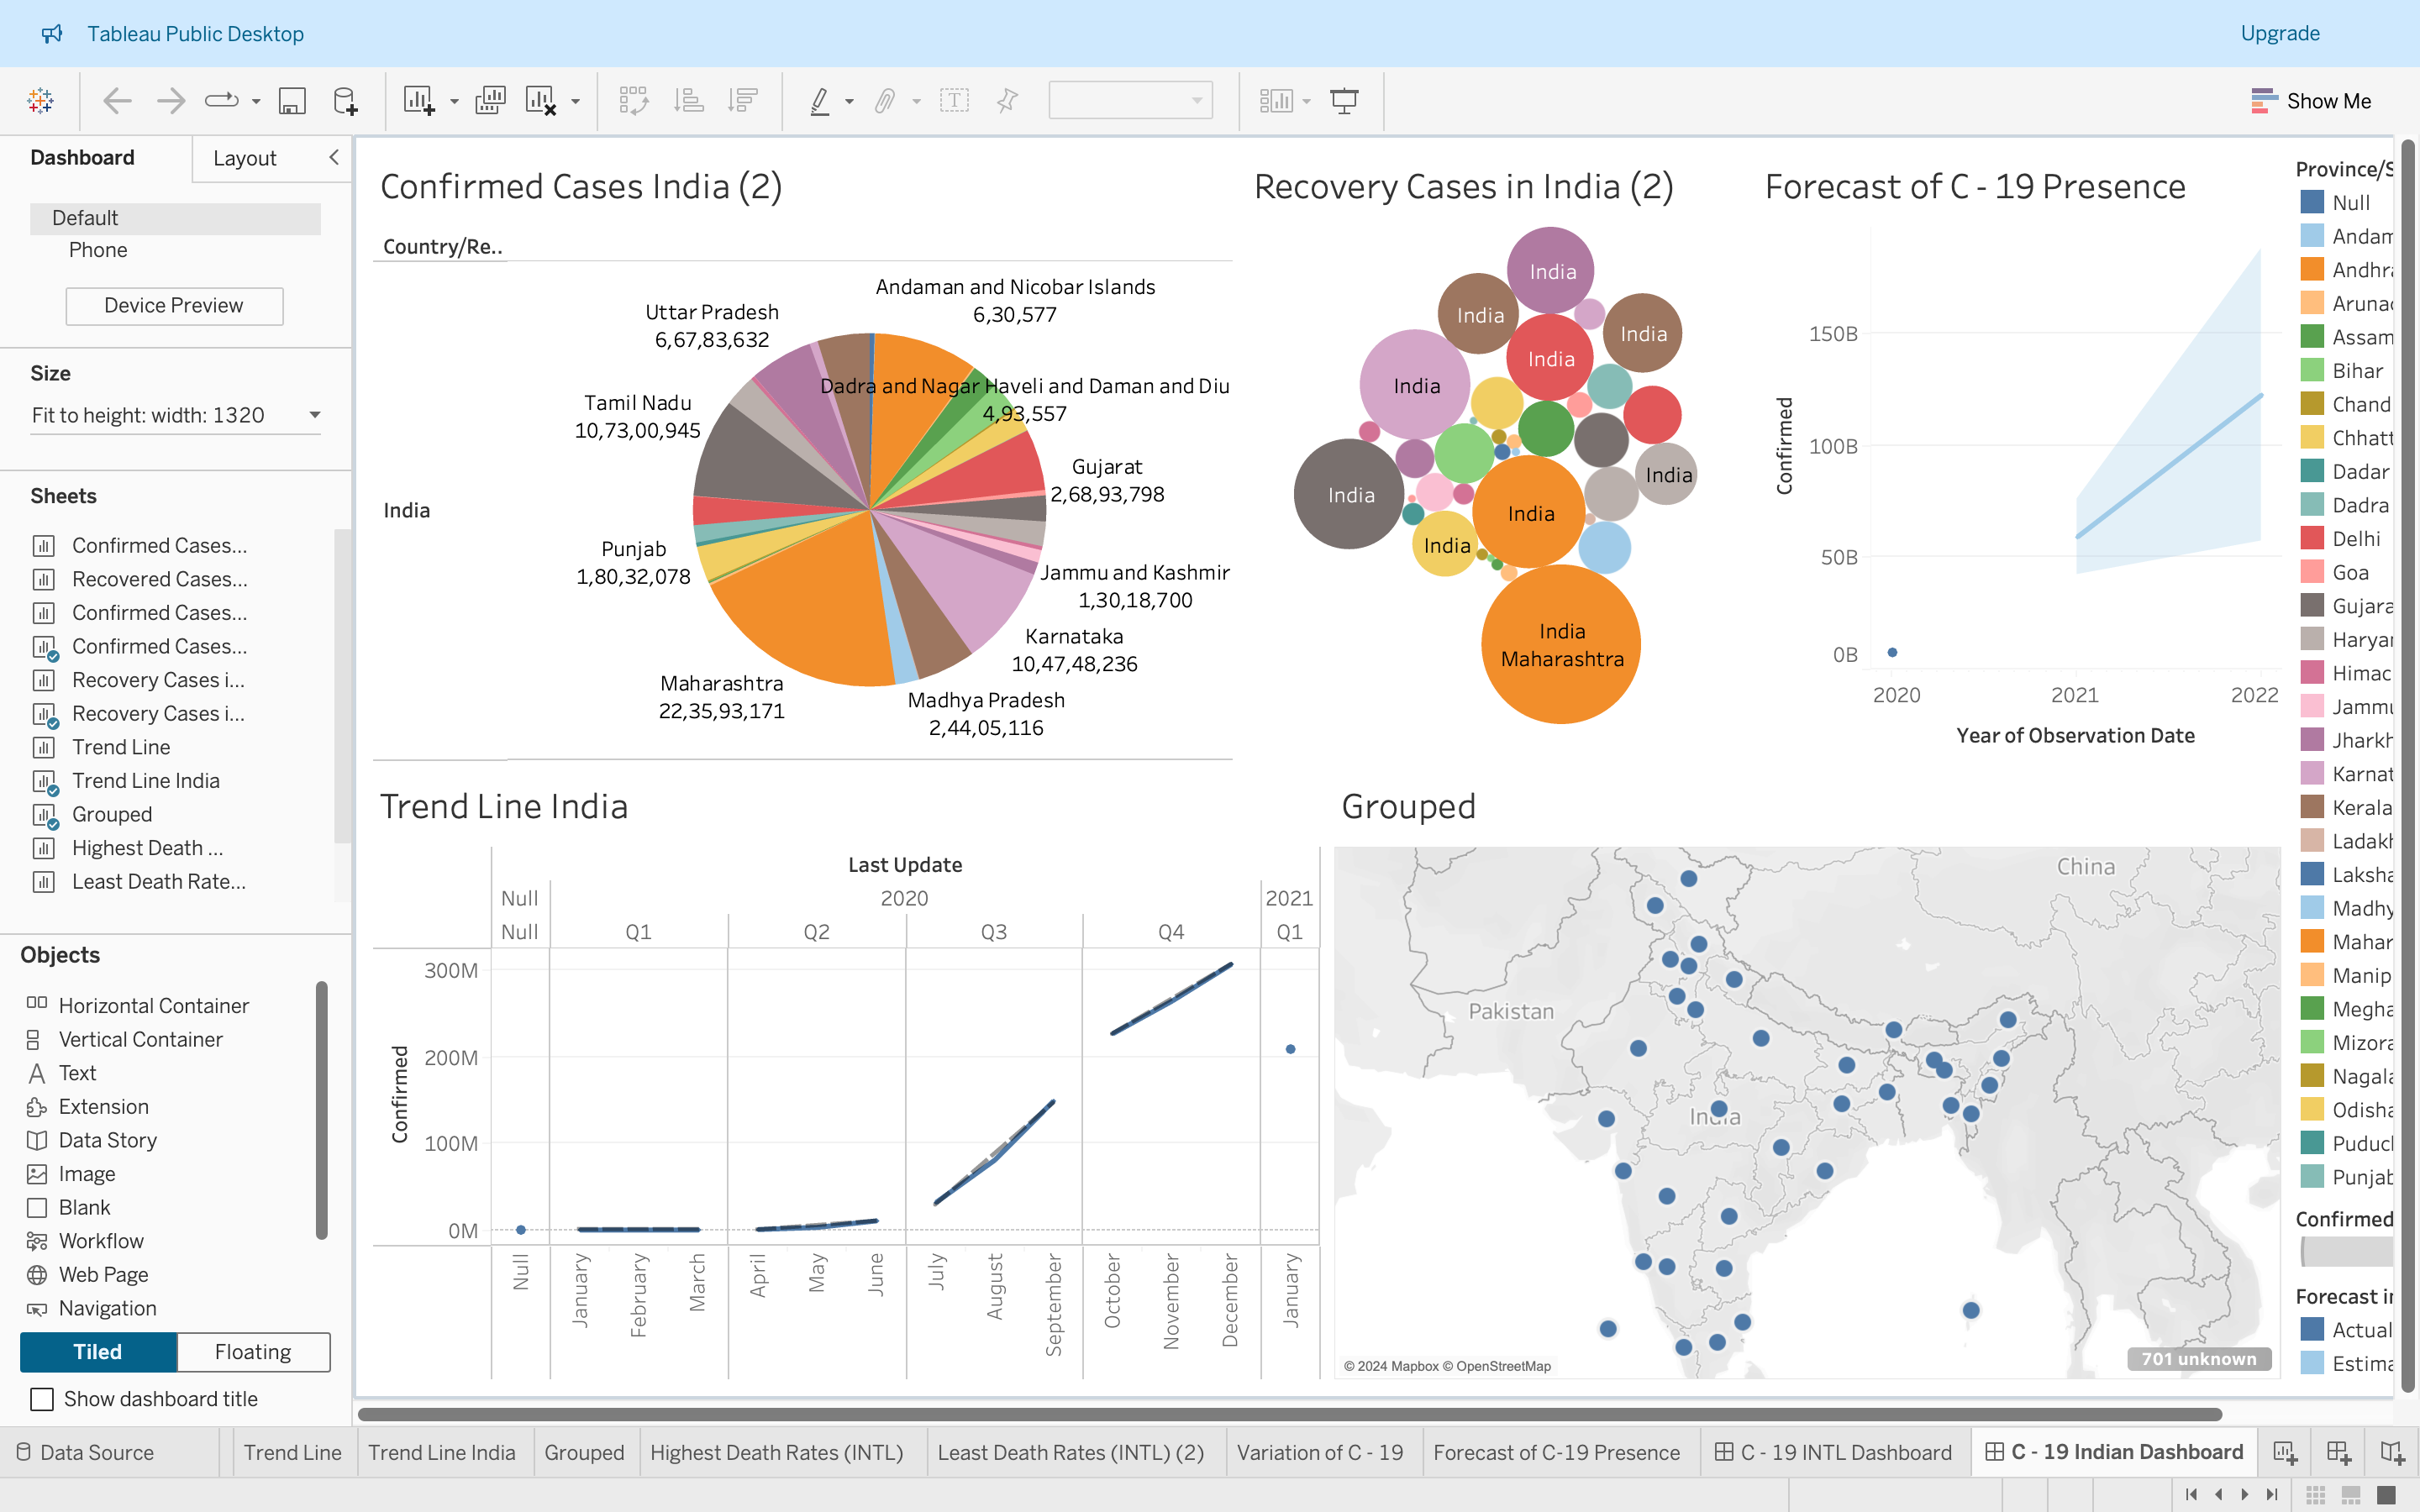 Tableau Public Desktop
Upgrade
Show Me
Dashboard
Layout
Default
Phone
Device Preview
Size
Fit to height: width: 1320
Sheets
Confirmed Cases...
Recovered Cases...
Confirmed Cases...
Confirmed Cases...
Recovery Cases i...
Recovery Cases i...
Trend Line
Trend Line India
Grouped
Highest Death ...
Least Death Rate...
Objects
Horizontal Container
Vertical Container
Text
Extension
Data Story
Image
Blank
Workflow
Web Page
Navigation
Tiled
Floating
Show dashboard title
Confirmed Cases India (2)
Country/Re..
India
Andaman and Nicobar Islands
6,30,577
Uttar Pradesh
6,67,83,632
Dadra and Nagar Haveli and Daman and Diu
4,93,557
Tamil Nadu
10,73,00,945
Gujarat
2,68,93,798
Punjab
1,80,32,078
Jammu and Kashmir
1,30,18,700
Karnataka
10,47,48,236
Maharashtra
22,35,93,171
Madhya Pradesh
2,44,05,116
Recovery Cases in India (2)
India
India
India
India
India
India
India
India
India
India
Maharashtra
Forecast of C - 19 Presence
Confirmed
150B
100B
50B
0B
2020
2021
2022
Year of Observation Date
Province/S
Null
Andam
Andhra
Arunac
Assam
Bihar
Chand
Chhatt
Dadar
Dadra
Delhi
Goa
Gujara
Haryan
Himac
Jammu
Jharkh
Karnat
Kerala
Ladakh
Laksha
Madhy
Mahar
Manip
Megha
Mizora
Nagala
Odisha
Puduch
Punjab
Confirmed
Forecast in
Actual
Estima
Trend Line India
Last Update
Null
2020
2021
Null
Q1
Q2
Q3
Q4
Q1
Confirmed
300M
200M
100M
0M
Null
January
February
March
April
May
June
July
August
September
October
November
December
January
Grouped
China
Pakistan
India
© 2024 Mapbox © OpenStreetMap
701 unknown
Data Source
Trend Line
Trend Line India
Grouped
Highest Death Rates (INTL)
Least Death Rates (INTL) (2)
Variation of C - 19
Forecast of C-19 Presence
C - 19 INTL Dashboard
C - 19 Indian Dashboard